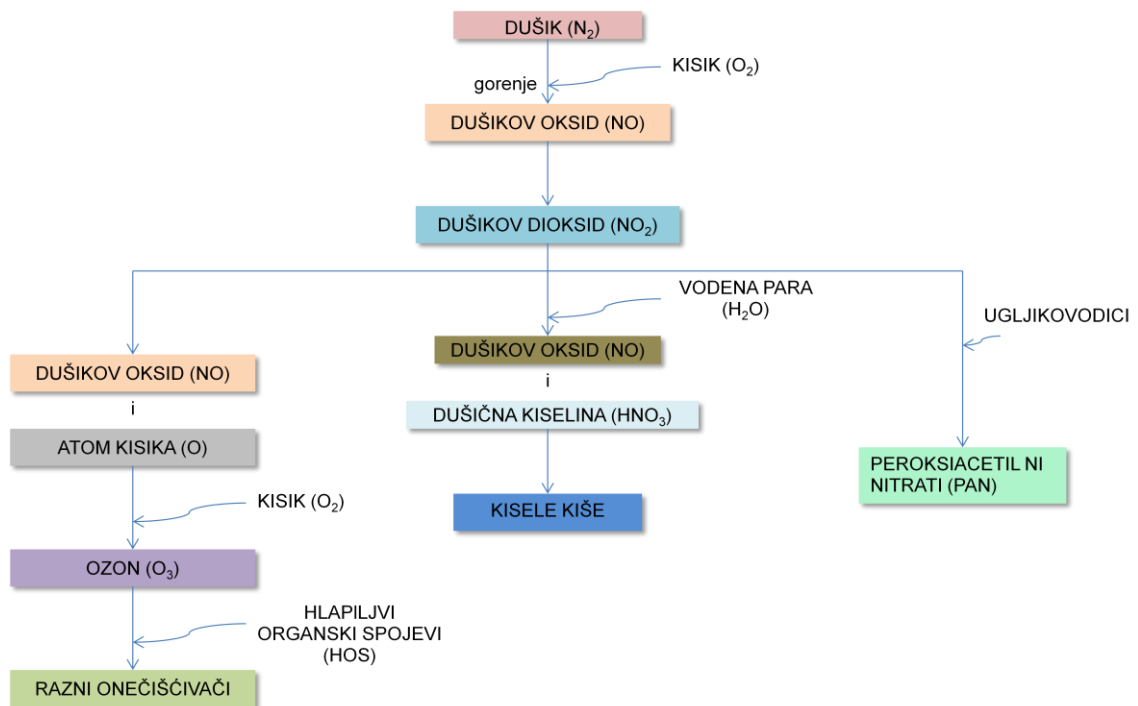 DUŠIK (N₂)
KISIK (O₂)
gorenje
DUŠIKOV OKSID (NO)
DUŠIKOV DIOKSID (NO₂)
VODENA PARA
(H₂O)
UGLJIKOVODICI
DUŠIKOV OKSID (NO)
i
ATOM KISIKA (O)
KISIK (O₂)
OZON (O₃)
HLAPILJVI
ORGANSKI SPOJEVI
(HOS)
RAZNI ONEČIŠĆIVAČI
DUŠIKOV OKSID (NO)
i
DUŠIČNA KISELINA (HNO₃)
KISELE KIŠE
PEROKSIACETIL NI
NITRATI (PAN)